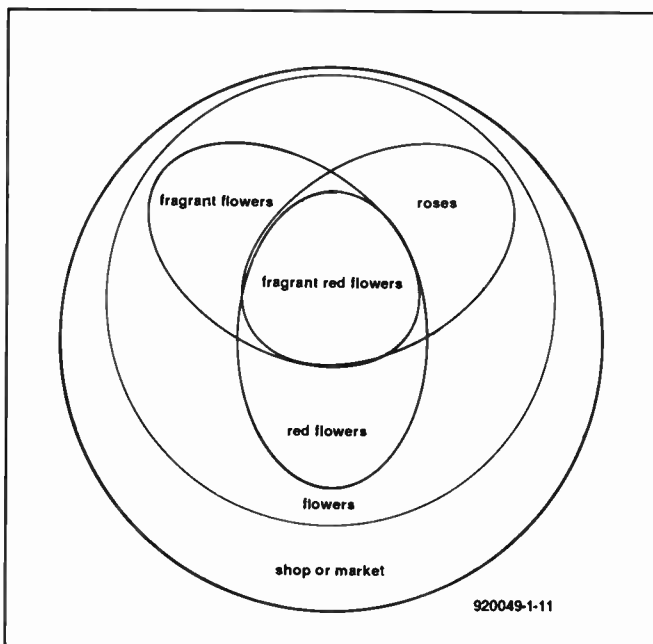 fragrant flowers
roses
fragrant red flowers
red flowers
flowers
shop or market
920049-1-11